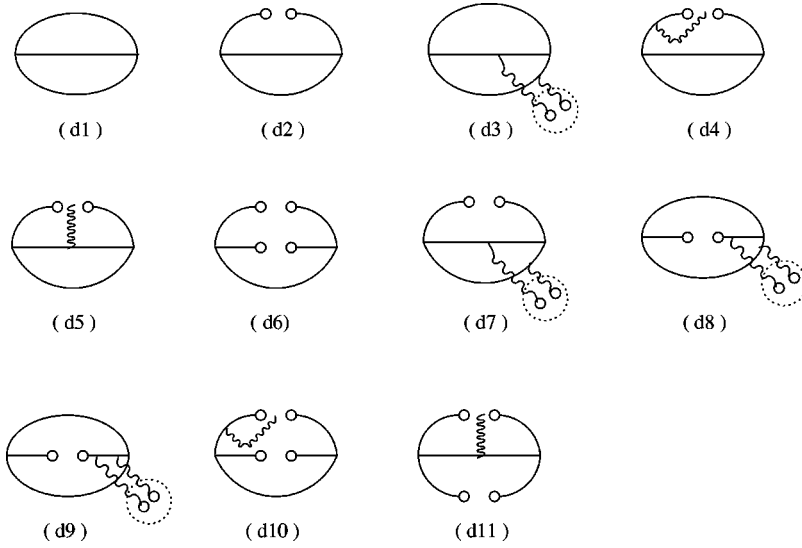 ( d1 ) ( d2 ) ( d3 ) ( d4 )
( d5 ) ( d6) ( d7 ) ( d8 )
( d9 ) ( d10 ) ( d11 )